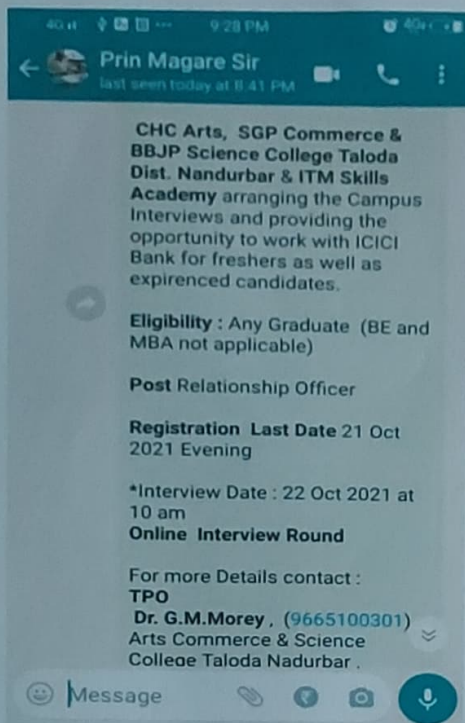 9:28 PM
Prin Magare Sir
last seen today at 8:41 PM
CHC Arts, SGP Commerce &
BBJP Science College Taloda
Dist. Nandurbar & ITM Skills
Academy arranging the Campus
Interviews and providing the
opportunity to work with ICICI
Bank for freshers as well as
expirenced candidates.
Eligibility : Any Graduate (BE and
MBA not applicable)
Post Relationship Officer
Registration Last Date 21 Oct
2021 Evening
*Interview Date : 22 Oct 2021 at
10 am
Online Interview Round
For more Details contact :
TPO
Dr. G.M.Morey , (9665100301)
Arts Commerce & Science
College Taloda Nadurbar .
Message